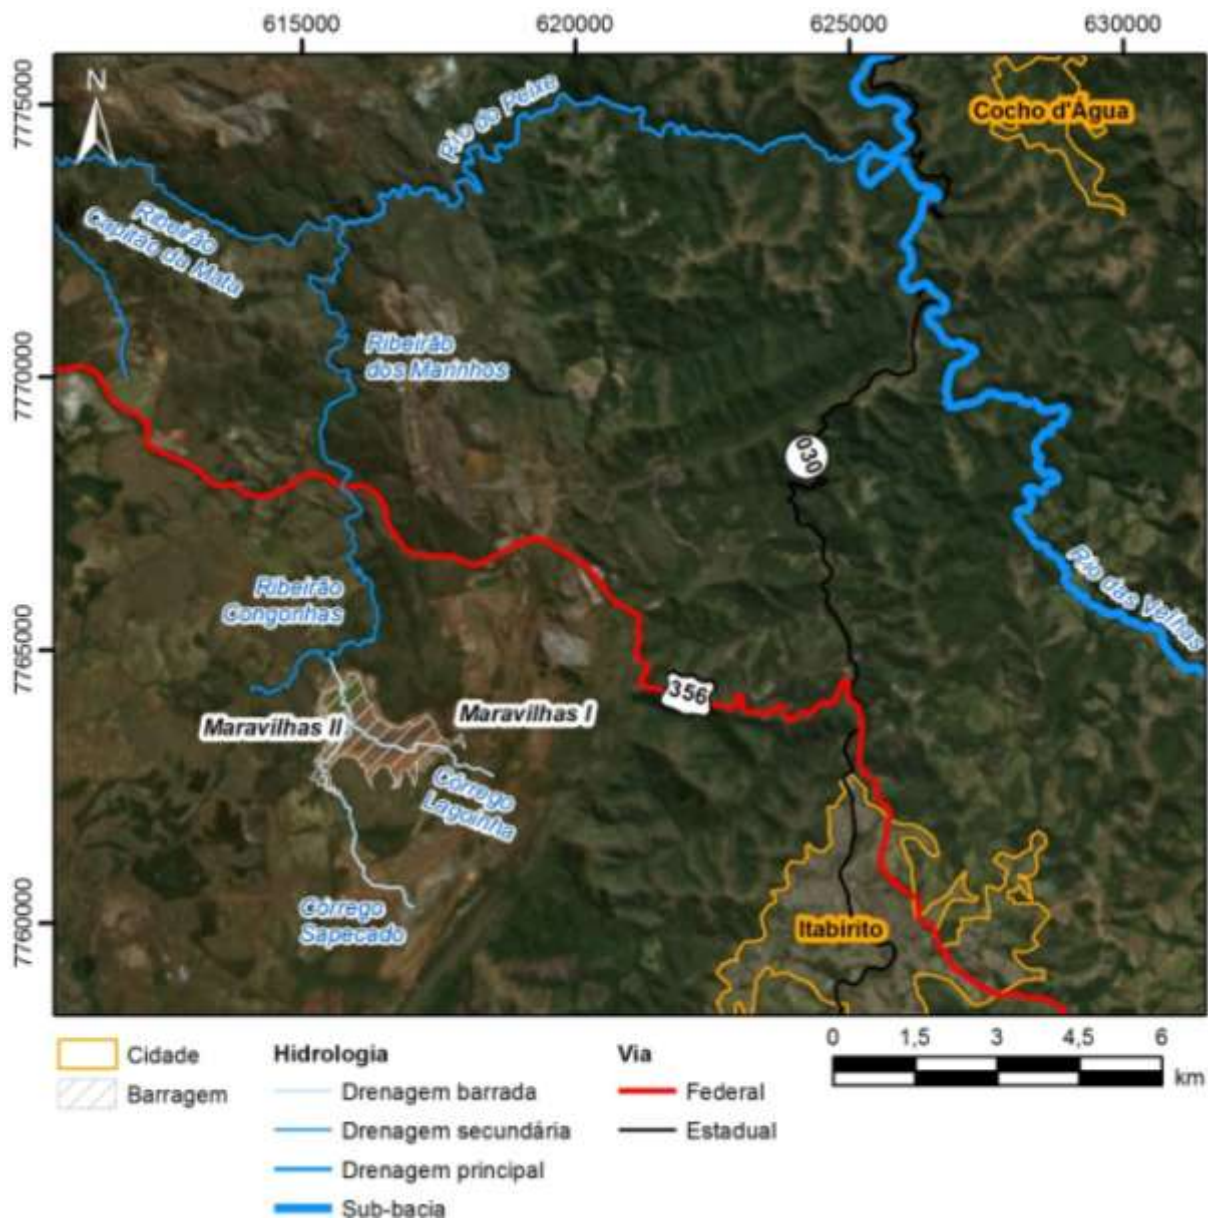 615000 620000 625000 630000
7775000
7770000
7765000
7760000
N
Cocho d'Água
Rio do Peixe
Ribeirão
Capitão da Mata
Ribeirão
dos Marinhos
030
Rio das Velhas
Ribeirão
Congonhas
356
Maravilhas II
Maravilhas I
Córrego
Lagoinha
Córrego
Sapecado
Itabirito
Cidade
Barragem
Hidrologia
Drenagem barrada
Drenagem secundária
Drenagem principal
Sub-bacia
Via
Federal
Estadual
0 1,5 3 4,5 6
km